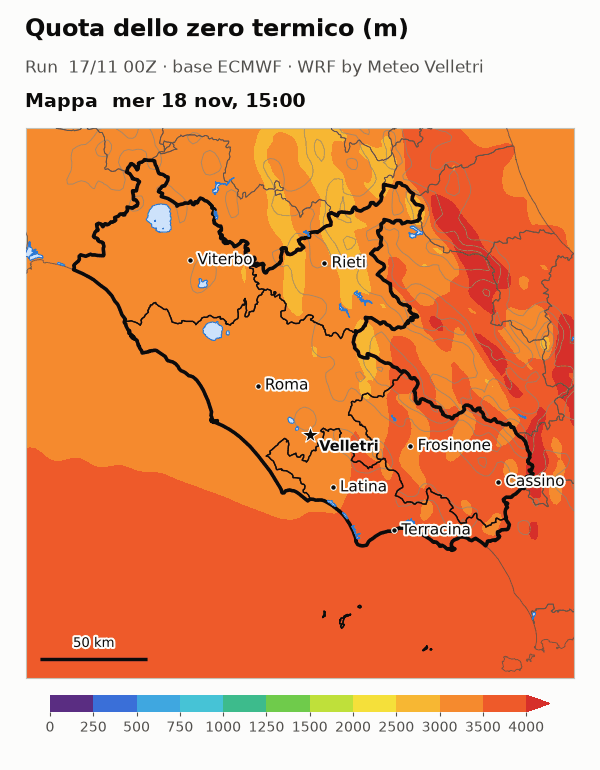 Quota dello zero termico (m)
Run  17/11 00Z · base ECMWF · WRF by Meteo Velletri
Mappa  mer 18 nov, 15:00
Viterbo
Rieti
Roma
Velletri
Frosinone
Latina
Cassino
Terracina
50 km
0 250 500 750 1000 1250 1500 2000 2500 3000 3500 4000